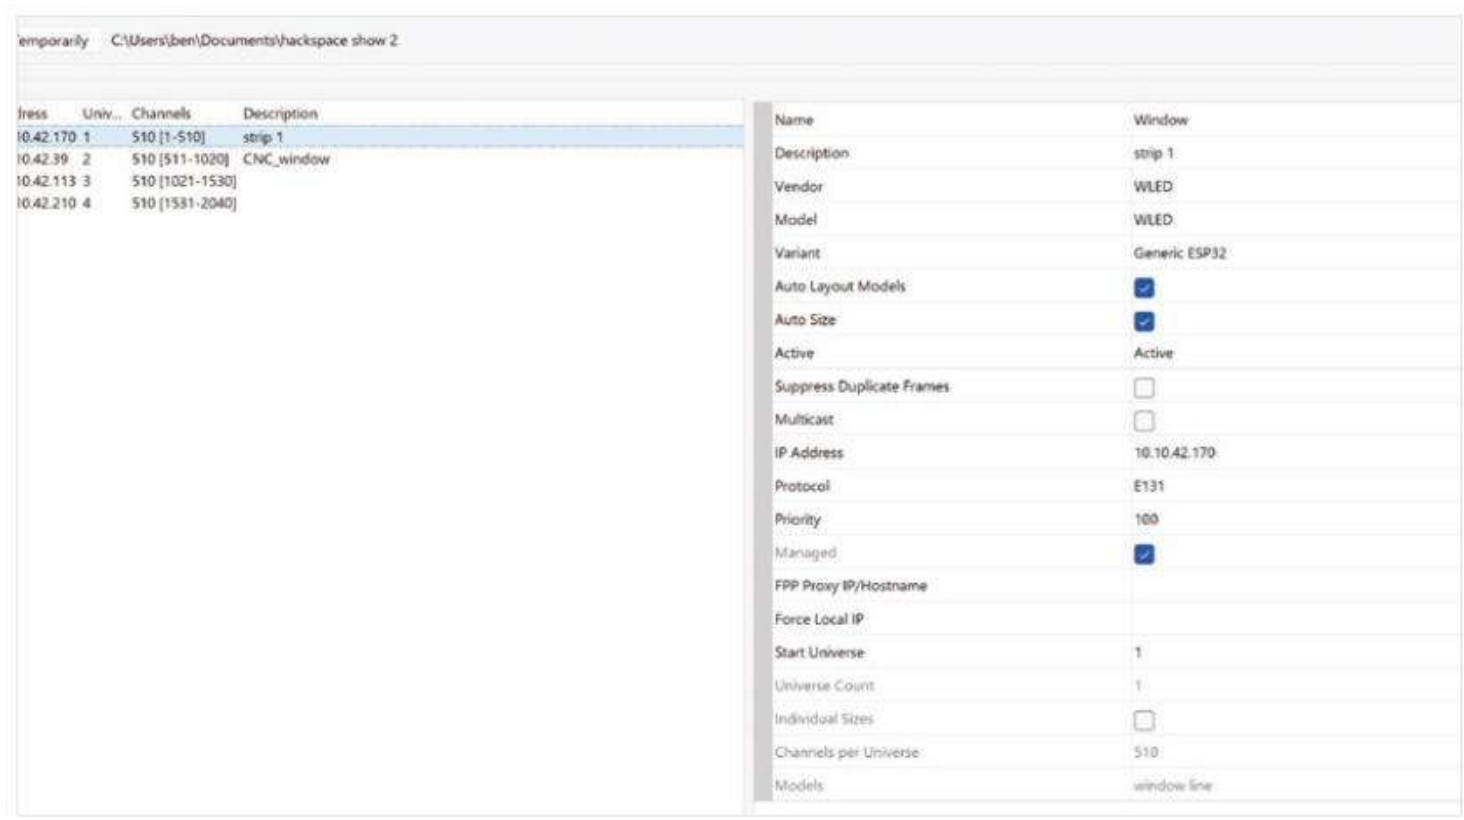 emporarily C:\Users\ben\Documents\hackspace show 2
dress Univ... Channels Description
10.42.170 1 510 [1-510] strip 1
10.42.39 2 510 [511-1020] CNC_window
10.42.113 3 510 [1021-1530]
10.42.210 4 510 [1531-2040]
Name Window
Description strip 1
Vendor WLED
Model WLED
Variant Generic ESP32
Auto Layout Models
Auto Size
Active Active
Suppress Duplicate Frames
Multicast
IP Address 10.10.42.170
Protocol E131
Priority 100
Managed
FPP Proxy IP/Hostname
Force Local IP
Start Universe 1
Universe Count 1
Individual Sizes
Channels per Universe 510
Models window line